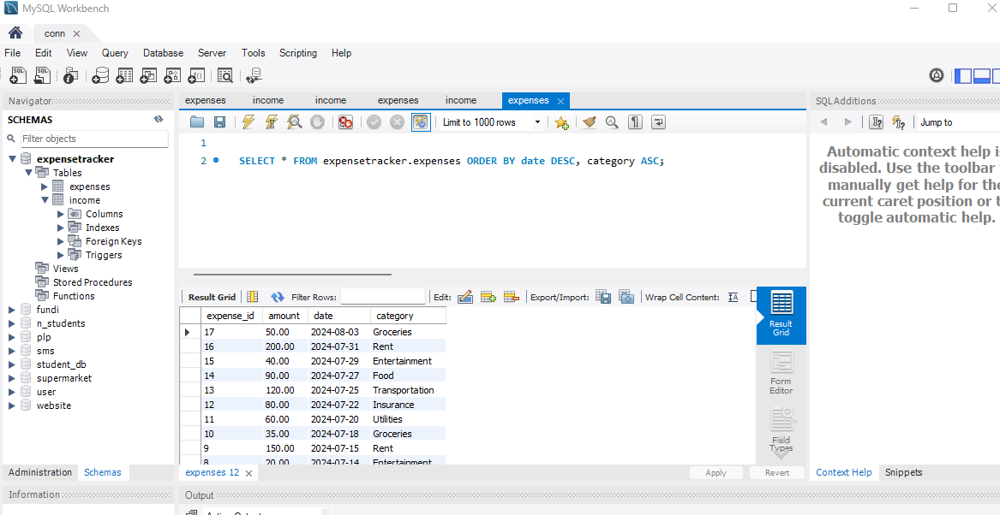 MySQL Workbench
conn
File Edit View Query Database Server Tools Scripting Help
Navigator
SCHEMAS
Filter objects
expensetracker
Tables
expenses
income
Columns
Indexes
Foreign Keys
Triggers
Views
Stored Procedures
Functions
fundi
n_students
plp
sms
student_db
supermarket
user
website
Administration Schemas
Information
expenses income income expenses income expenses
Limit to 1000 rows
1
2 SELECT * FROM expensetracker.expenses ORDER BY date DESC, category ASC;
Result Grid Filter Rows: Edit: Export/Import: Wrap Cell Content:
expense_id amount date category
17 50.00 2024-08-03 Groceries
16 200.00 2024-07-31 Rent
15 40.00 2024-07-29 Entertainment
14 90.00 2024-07-27 Food
13 120.00 2024-07-25 Transportation
12 80.00 2024-07-22 Insurance
11 60.00 2024-07-20 Utilities
10 35.00 2024-07-18 Groceries
9 150.00 2024-07-15 Rent
8 20.00 2024-07-14 Entertainment
Result
Grid
Form
Editor
Field
Types
expenses 12 Apply Revert
Output
SQLAdditions
Jump to
Automatic context help is
disabled. Use the toolbar
manually get help for the
current caret position or
toggle automatic help.
Context Help Snippets